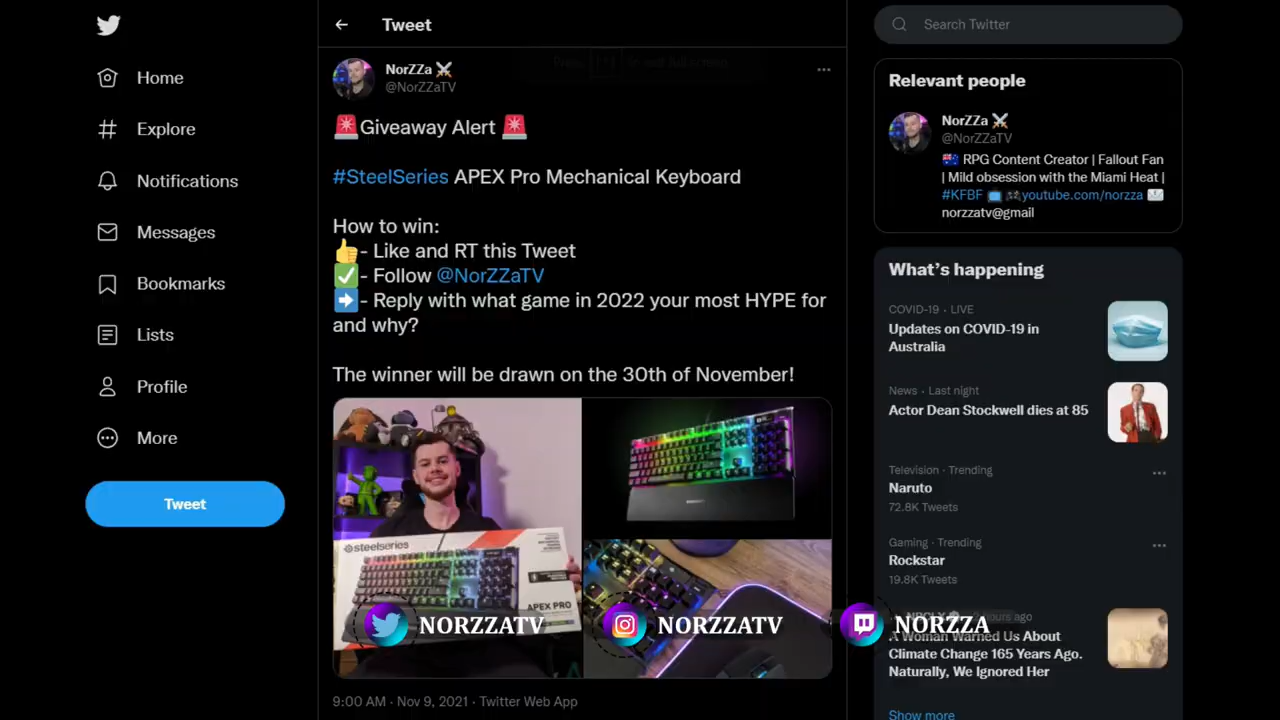 Home
Explore
Notifications
Messages
Bookmarks
Lists
Profile
More
Tweet
Tweet
NorZZa
@NorZZaTV
Giveaway Alert
#SteelSeries APEX Pro Mechanical Keyboard
How to win:
- Like and RT this Tweet
- Follow @NorZZaTV
- Reply with what game in 2022 your most HYPE for
and why?
The winner will be drawn on the 30th of November!
steelseries
APEX PRO
NORZZATV
NORZZATV
NORZZA
9:00 AM · Nov 9, 2021 · Twitter Web App
Search Twitter
Relevant people
NorZZa
@NorZZaTV
RPG Content Creator | Fallout Fan
| Mild obsession with the Miami Heat |
#KFBF youtube.com/norzza
norzzatv@gmail
What's happening
COVID-19 · LIVE
Updates on COVID-19 in
Australia
News · Last night
Actor Dean Stockwell dies at 85
Television · Trending
Naruto
72.8K Tweets
Gaming · Trending
Rockstar
19.8K Tweets
hours ago
A Woman Warned Us About
Climate Change 165 Years Ago.
Naturally, We Ignored Her
Show more